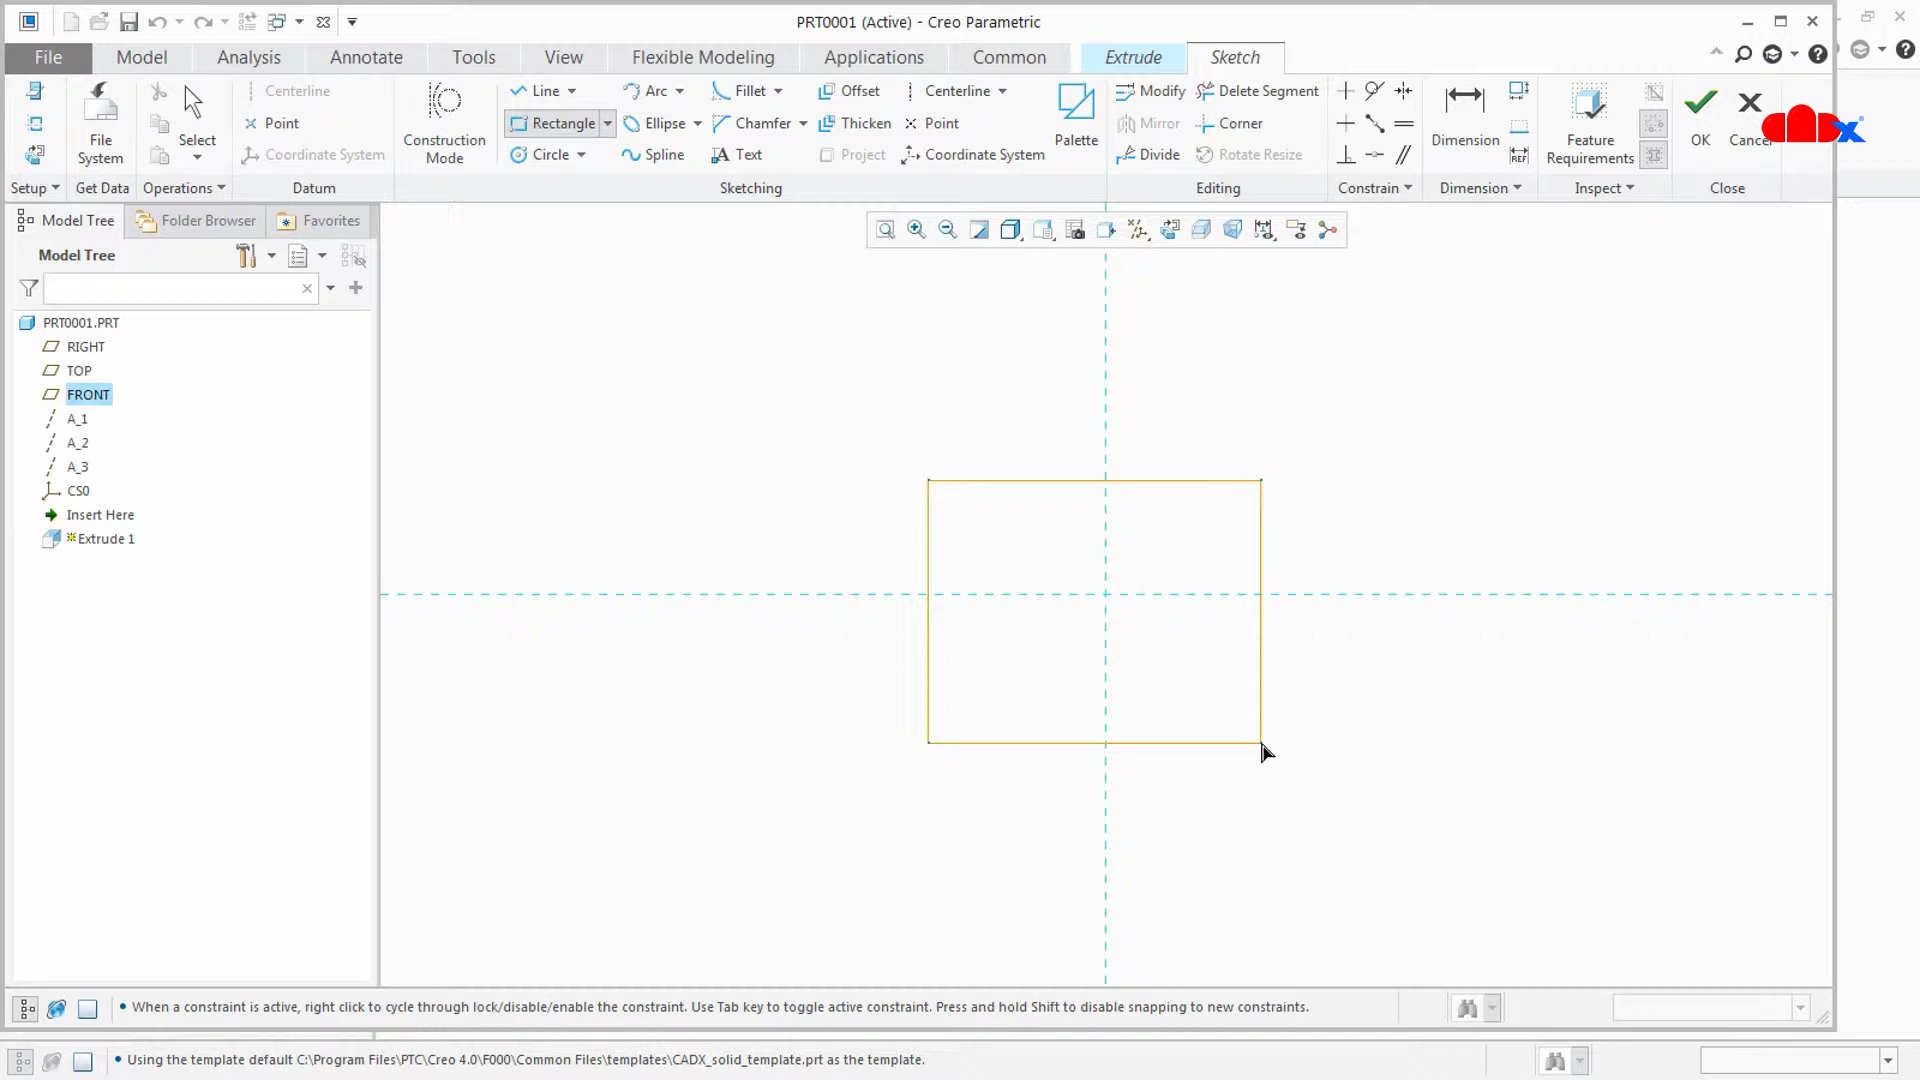 PRT0001 (Active) - Creo Parametric
File Model Analysis Annotate Tools View Flexible Modeling Applications Common Extrude Sketch
Centerline Line Arc Fillet Offset Centerline Modify Delete Segment
Point Rectangle Ellipse Chamfer Thicken Point Mirror Corner
Coordinate System Circle Spline Text Project Coordinate System Divide Rotate Resize
File System
Select
Construction Mode
Palette
Dimension
REF
Feature Requirements
OK
Cancel
CADX
Setup Get Data Operations Datum Sketching Editing Constrain Dimension Inspect Close
Model Tree Folder Browser Favorites
Model Tree
PRT0001.PRT
RIGHT
TOP
FRONT
A_1
A_2
A_3
CS0
Insert Here
Extrude 1
• When a constraint is active, right click to cycle through lock/disable/enable the constraint. Use Tab key to toggle active constraint. Press and hold Shift to disable snapping to new constraints.
• Using the template default C:\Program Files\PTC\Creo 4.0\F000\Common Files\templates\CADX_solid_template.prt as the template.